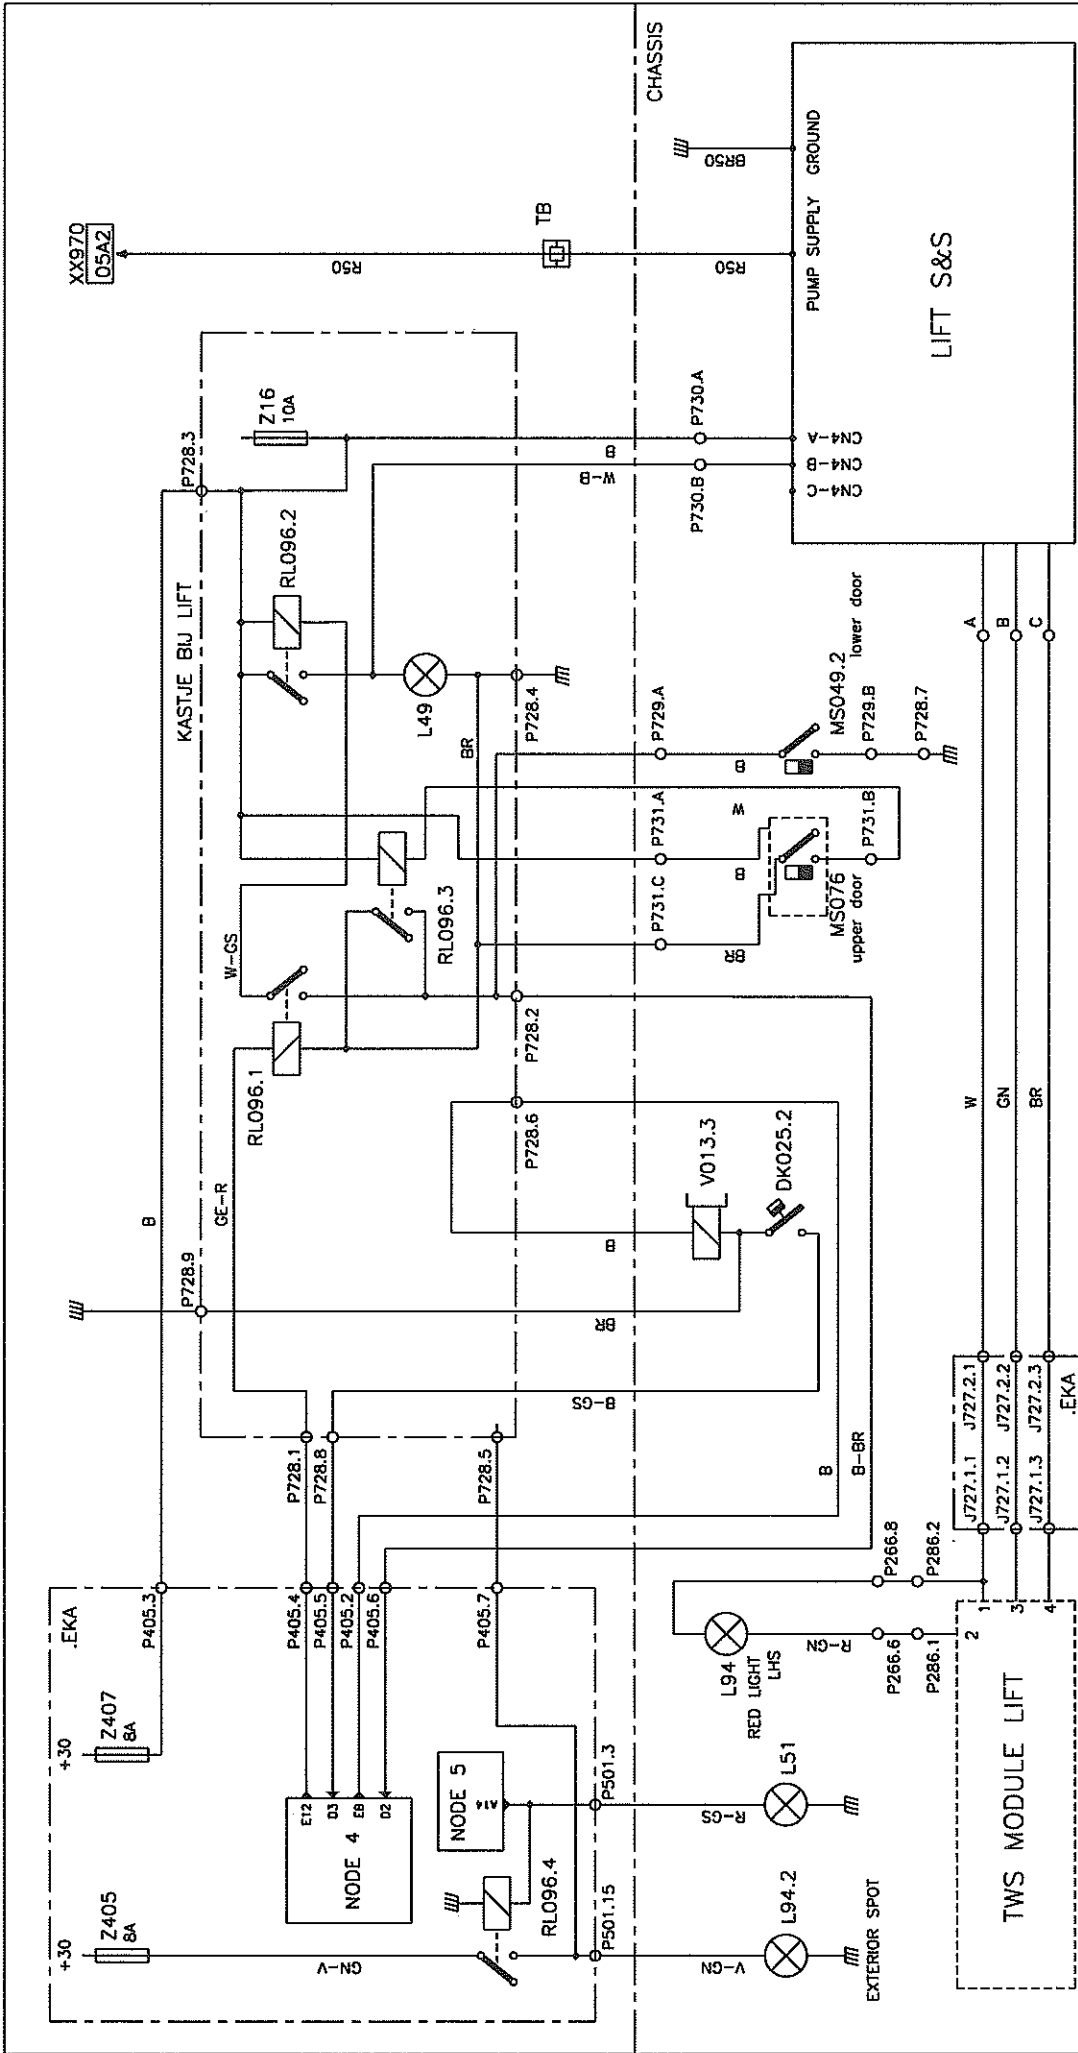 XX970
05A2
R50
TB
R50
BR50
CHASSIS
PUMP SUPPLY
GROUND
LIFT S&S
CN4-A
CN4-B
CN4-C
KASTJE BIJ LIFT
P728.3
Z16
10A
RL096.2
L49
BR
P728.4
B
W-B
P730.A
P730.B
W-GS
RL096.1
RL096.3
P728.2
P728.6
P729.A
B
MS049.2
lower door
P729.B
P728.7
P731.A
W
B
P731.C
BR
MS076
upper door
P731.B
B
GE-R
P728.9
BR
B
V013.3
DK025.2
B-GS
B
B-BR
P728.1
P728.8
P728.5
.EKA
P405.3
P405.4
P405.5
P405.2
P405.6
P405.7
+30
Z407
8A
+30
Z405
8A
GN-V
E12
D3
E8
D2
NODE 4
NODE 5
A14
RL096.4
P501.3
P501.15
R-GS
L51
V-GN
L94.2
EXTERIOR SPOT
L94
RED LIGHT
LHS
R-GN
P266.8
P286.2
P266.6
P286.1
1
2
3
4
TWS MODULE LIFT
J727.1.1
J727.2.1
J727.1.2
J727.2.2
J727.1.3
J727.2.3
.EKA
W
GN
BR
A
B
C